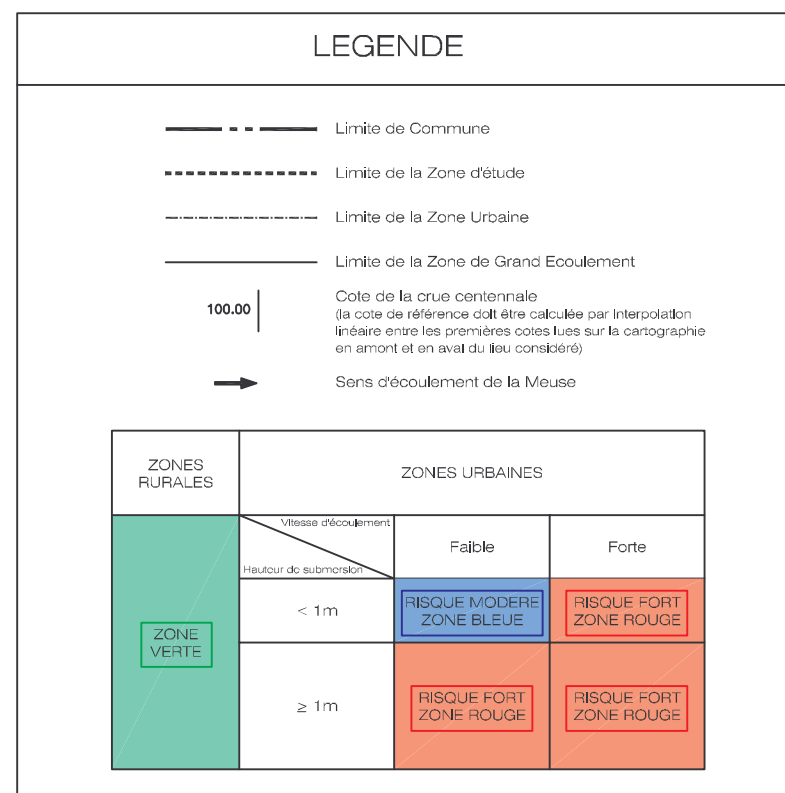 LEGENDE
Limite de Commune
Limite de la Zone d'étude
Limite de la Zone Urbaine
Limite de la Zone de Grand Ecoulement
100.00
Cote de la crue centennale
(la cote de référence doit être calculée par Interpolation
linéaire entre les premières cotes lues sur la cartographie
en amont et en aval du lieu considéré)
Sens d'écoulement de la Meuse
ZONES
RURALES
ZONES URBAINES
Vitesse d'écoulement
Hauteur de submersion
Faible
Forte
< 1m
RISQUE MODERE
ZONE BLEUE
RISQUE FORT
ZONE ROUGE
ZONE
VERTE
≥ 1m
RISQUE FORT
ZONE ROUGE
RISQUE FORT
ZONE ROUGE